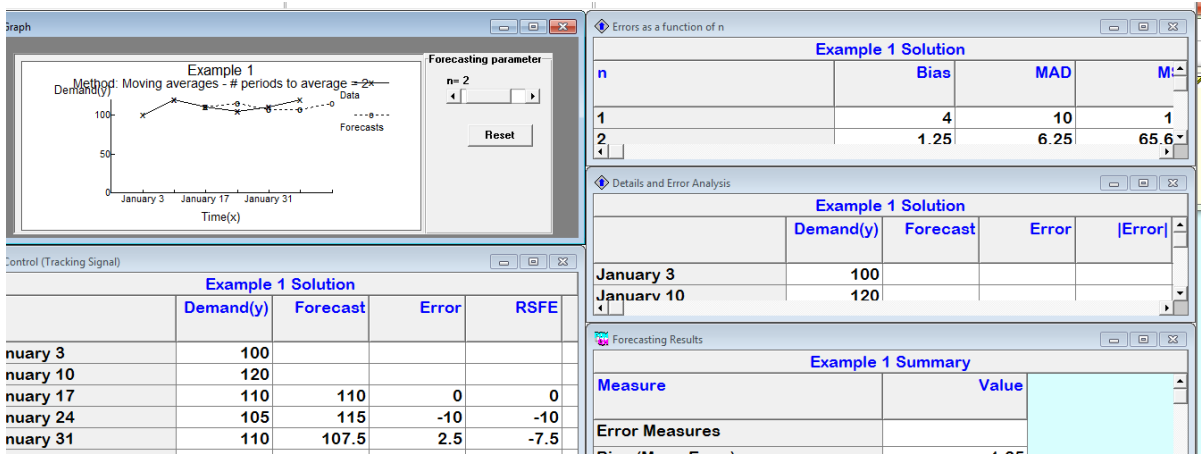 Graph
Example 1
Method: Moving averages - # periods to average = 2
Demand(y)
100
50
0
January 3 January 17 January 31
Time(x)
Data
Forecasts
Forecasting parameter
n= 2
Reset
Errors as a function of n
Example 1 Solution
n Bias MAD
1 4 10 1
2 1.25 6.25 65.6
Details and Error Analysis
Example 1 Solution
Demand(y) Forecast Error |Error|
January 3 100
January 10 120
Control (Tracking Signal)
Example 1 Solution
Demand(y) Forecast Error RSFE
nuary 3 100
nuary 10 120
nuary 17 110 110 0 0
nuary 24 105 115 -10 -10
nuary 31 110 107.5 2.5 -7.5
Forecasting Results
Example 1 Summary
Measure Value
Error Measures